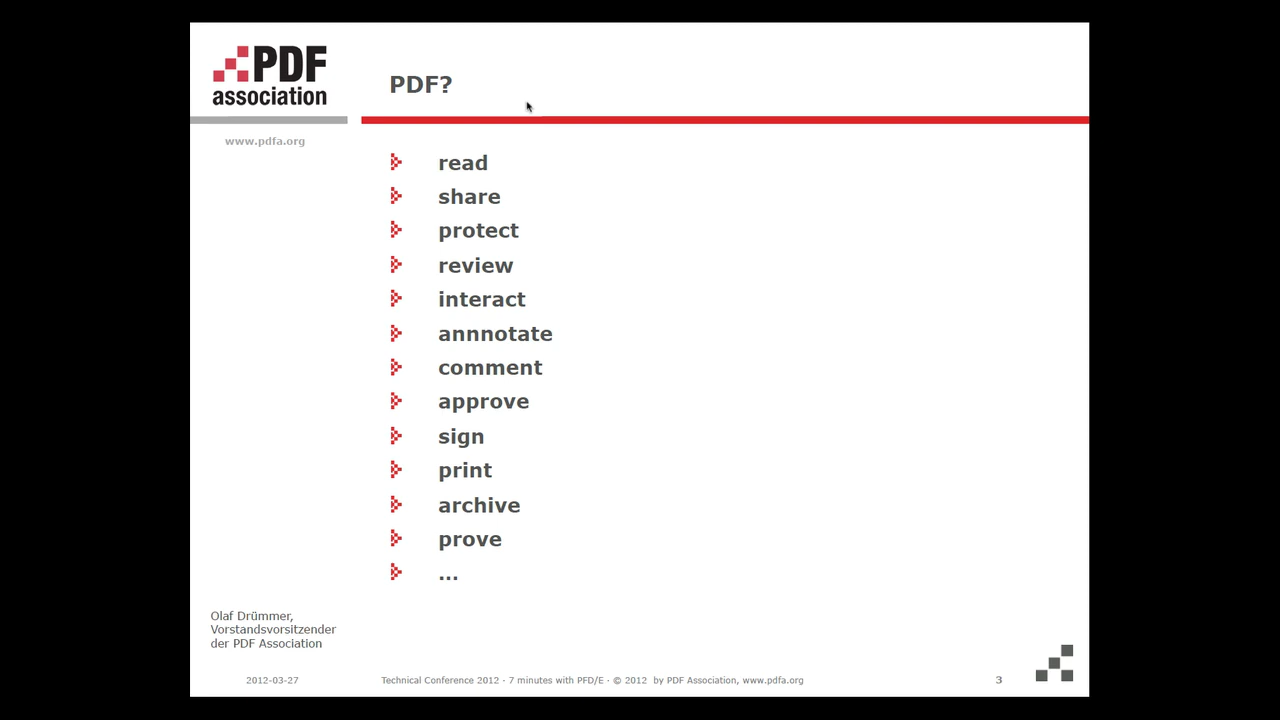 PDF
association
PDF?
www.pdfa.org
read
share
protect
review
interact
annnotate
comment
approve
sign
print
archive
prove
...
Olaf Drümmer,
Vorstandsvorsitzender
der PDF Association
2012-03-27
Technical Conference 2012 · 7 minutes with PFD/E · © 2012 by PDF Association, www.pdfa.org
3